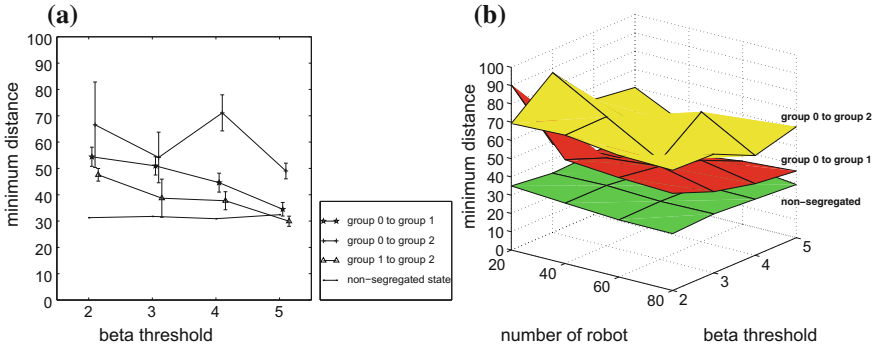 (a)
100
90
80
70
60
50
40
30
20
10
0
minimum distance
2 3 4 5
beta threshold
group 0 to group 1
group 0 to group 2
group 1 to group 2
non-segregated state
(b)
100
90
80
70
60
50
40
30
20
10
0
minimum distance
group 0 to group 2
group 0 to group 1
non-segregated
20 40 60 80
number of robot
2 3 4 5
beta threshold